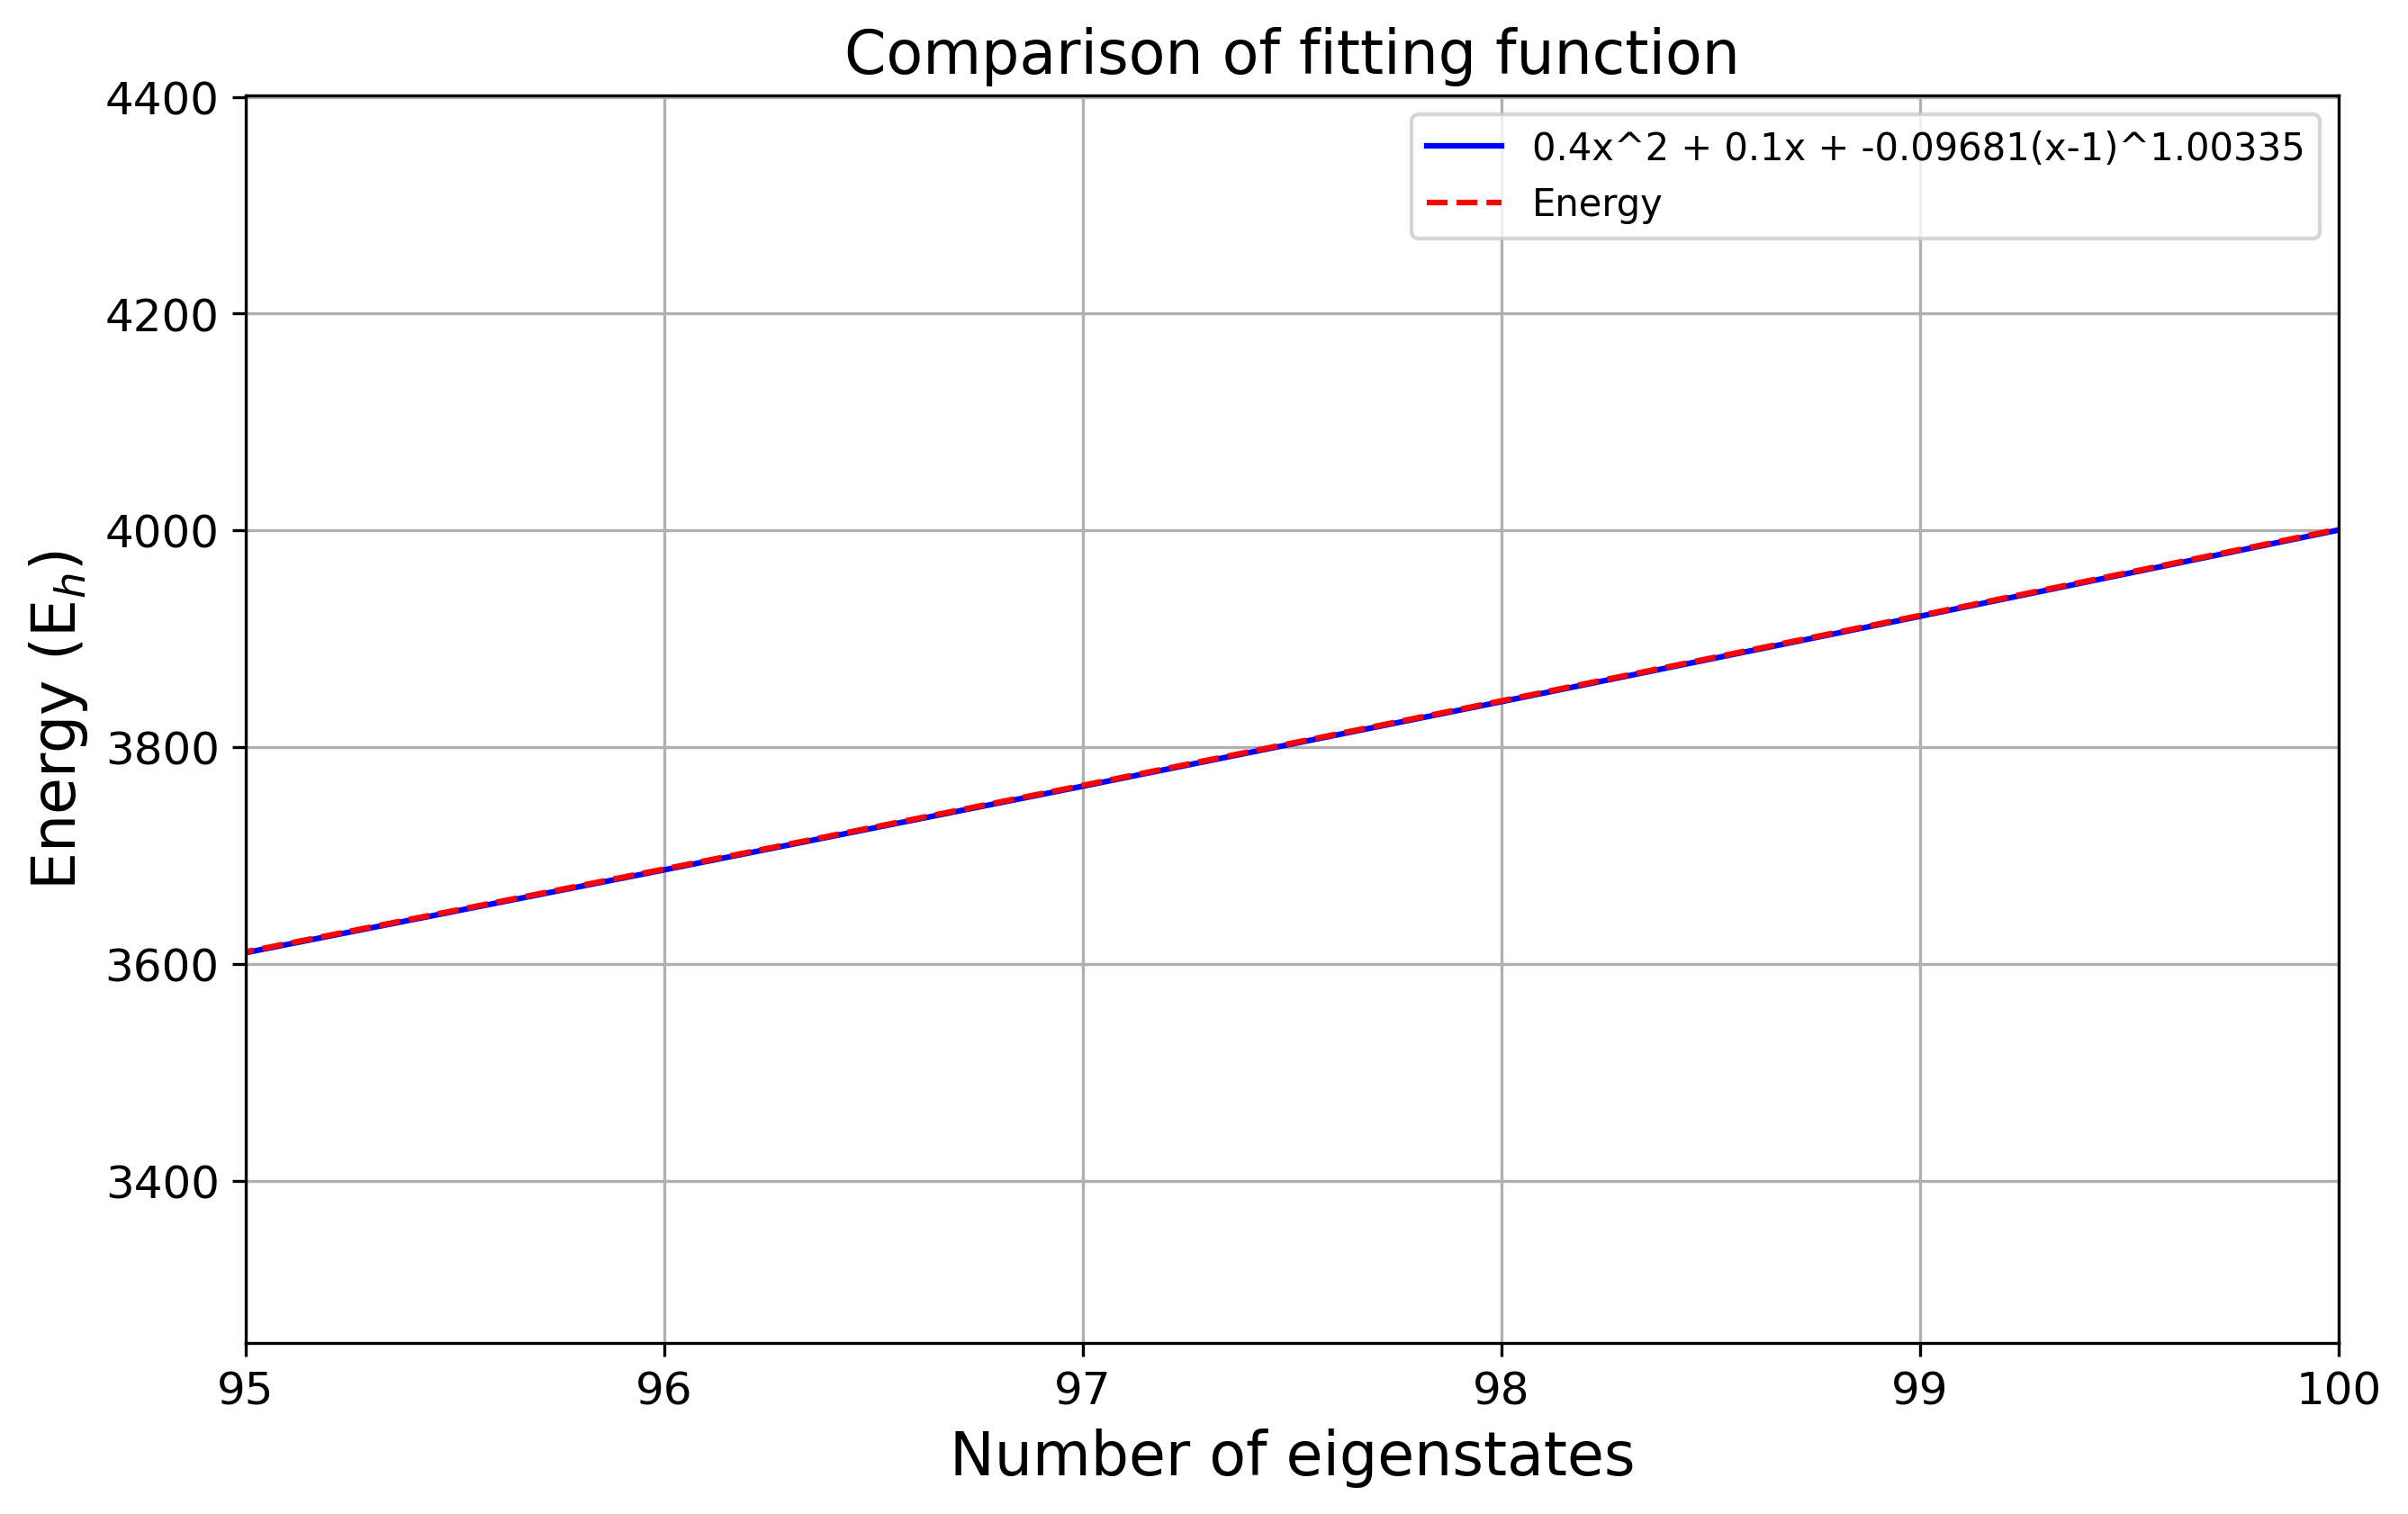 Comparison of fitting function
0.4x^2 + 0.1x + -0.09681(x-1)^1.00335
Energy
Energy (E_h)
4400
4200
4000
3800
3600
3400
95 96 97 98 99 100
Number of eigenstates